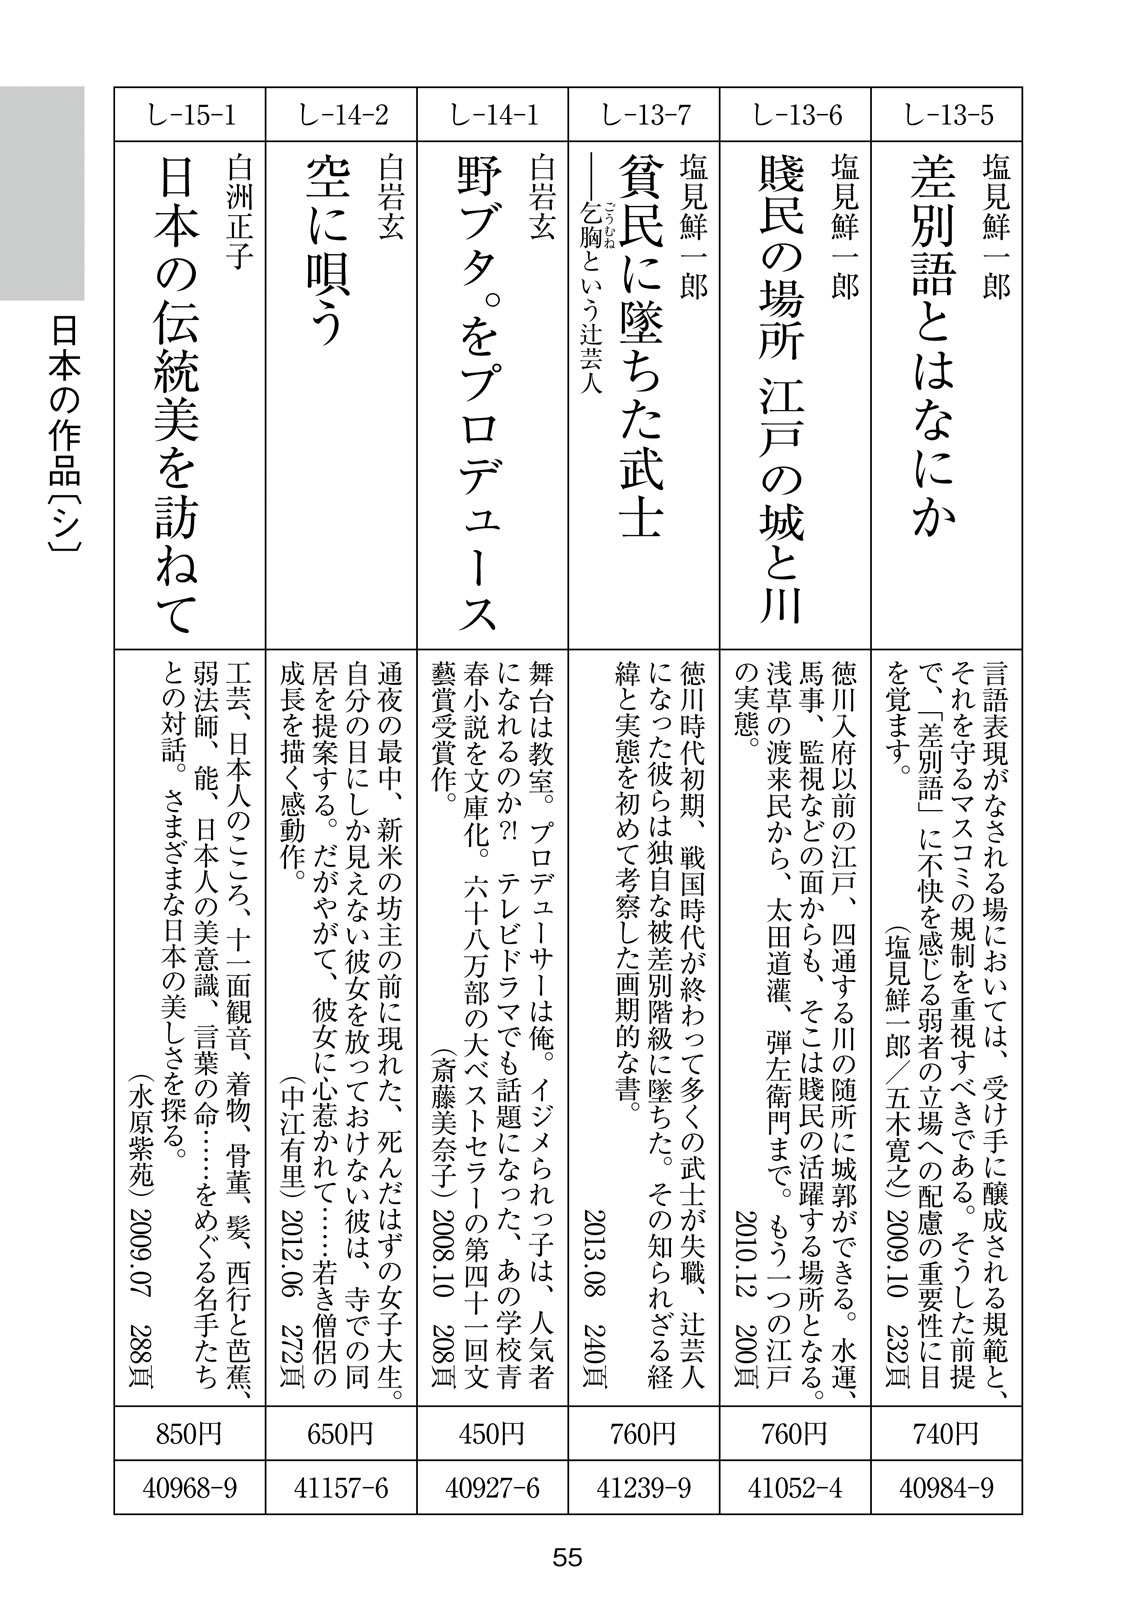 日本の作品〔シ〕
し-13-5
塩見鮮一郎
差別語とはなにか
言語表現がなされる場においては、受け手に醸成される規範と、
それを守るマスコミの規制を重視すべきである。そうした前提
で、「差別語」に不快を感じる弱者の立場への配慮の重要性に目
を覚ます。
(塩見鮮一郎／五木寛之) 2009.10 232頁
740円
40984-9
し-13-6
塩見鮮一郎
賤民の場所 江戸の城と川
徳川入府以前の江戸、四通する川の随所に城郭ができる。水運、
馬事、監視などの面からも、そこは賤民の活躍する場所となる。
浅草の渡来民から、太田道灌、弾左衛門まで。もう一つの江戸
の実態。
2010.12 200頁
760円
41052-4
し-13-7
塩見鮮一郎
貧民に墜ちた武士
――乞胸という辻芸人
ごうむね
徳川時代初期、戦国時代が終わって多くの武士が失職、辻芸人
になった彼らは独自な被差別階級に墜ちた。その知られざる経
緯と実態を初めて考察した画期的な書。
2013.08 240頁
760円
41239-9
し-14-1
白岩玄
野ブタ。をプロデュース
舞台は教室。プロデューサーは俺。イジメられっ子は、人気者
になれるのか?! テレビドラマでも話題になった、あの学校青
春小説を文庫化。六十八万部の大ベストセラーの第四十一回文
藝賞受賞作。
(斎藤美奈子) 2008.10 208頁
450円
40927-6
し-14-2
白岩玄
空に唄う
通夜の最中、新米の坊主の前に現れた、死んだはずの女子大生。
自分の目にしか見えない彼女を放っておけない彼は、寺での同
居を提案する。だがやがて、彼女に心惹かれて……若き僧侶の
成長を描く感動作。
(中江有里) 2012.06 272頁
650円
41157-6
し-15-1
白洲正子
日本の伝統美を訪ねて
工芸、日本人のこころ、十一面観音、着物、骨董、髪、西行と芭蕉、
弱法師、能、日本人の美意識、言葉の命……をめぐる名手たち
との対話。さまざまな日本の美しさを探る。
(水原紫苑) 2009.07 288頁
850円
40968-9
55